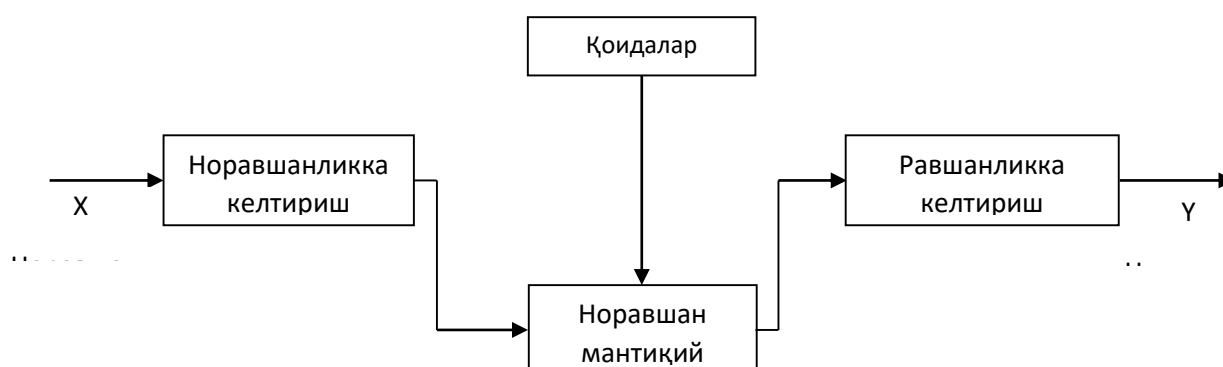 Қоидалар
Норавшанликка
келтириш
Равшанликка
келтириш
X
Y
Норавшан
мантиқий